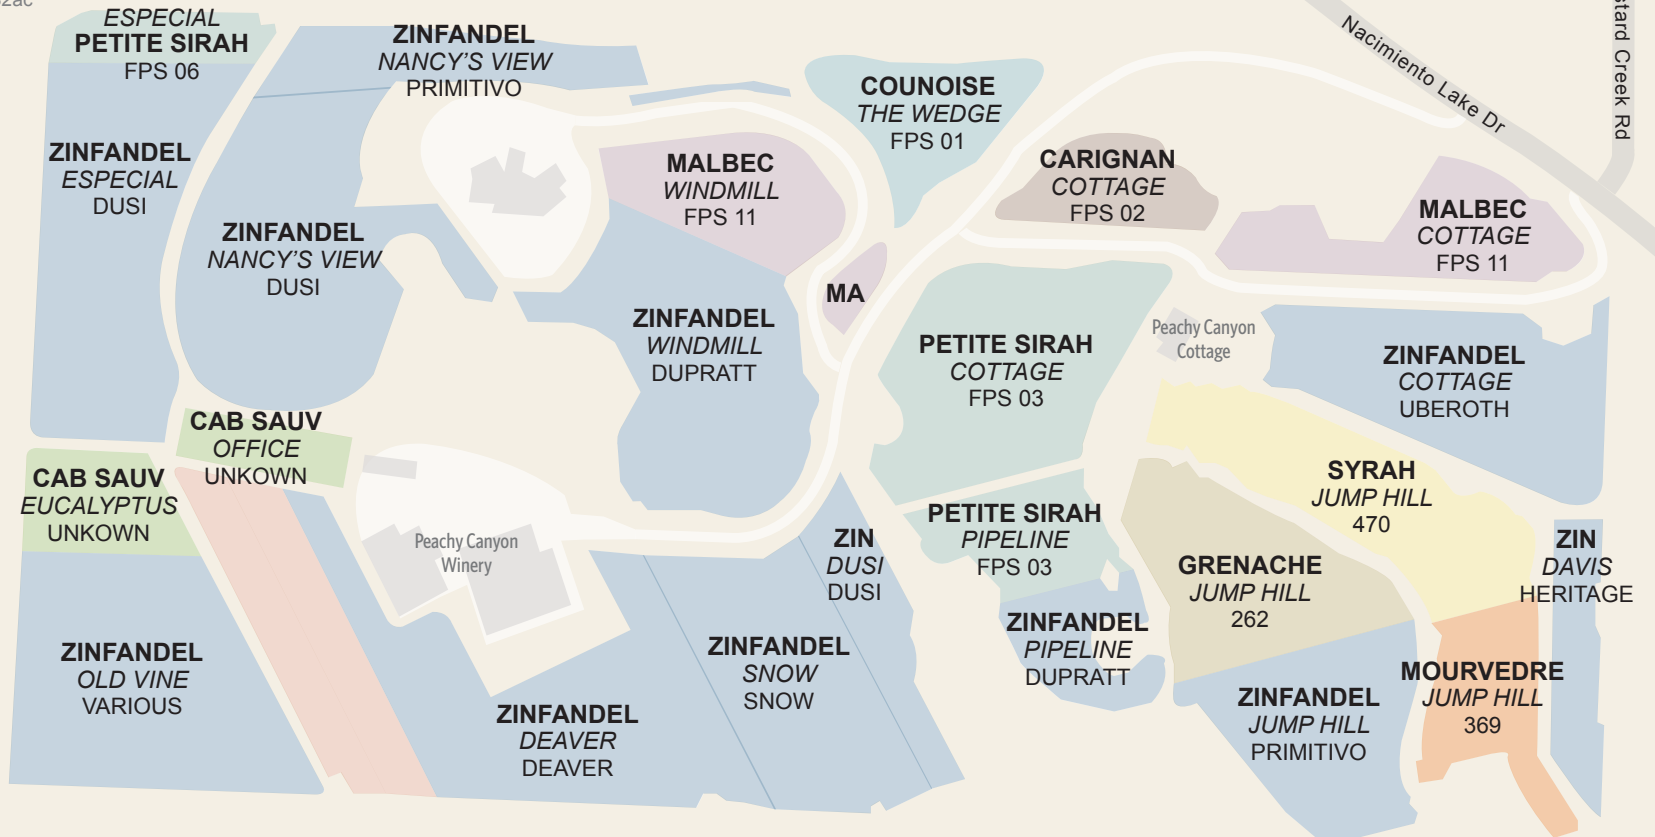 ESPECIAL
PETITE SIRAH
FPS 06
ZINFANDEL
NANCY'S VIEW
PRIMITIVO
COUNOISE
THE WEDGE
FPS 01
Nacimiento Lake Dr
Creek Rd
ZINFANDEL
ESPECIAL
DUSI
MALBEC
WINDMILL
FPS 11
CARIGNAN
COTTAGE
FPS 02
MALBEC
COTTAGE
FPS 11
ZINFANDEL
NANCY'S VIEW
DUSI
MA
ZINFANDEL
WINDMILL
DUPRATT
PETITE SIRAH
COTTAGE
FPS 03
Peachy Canyon
Cottage
ZINFANDEL
COTTAGE
UBEROTH
CAB SAUV
OFFICE
UNKOWN
CAB SAUV
EUCALYPTUS
UNKOWN
SYRAH
JUMP HILL
470
PETITE SIRAH
PIPELINE
FPS 03
Peachy Canyon
Winery
ZIN
DUSI
DUSI
GRENACHE
JUMP HILL
262
ZIN
DAVIS
HERITAGE
ZINFANDEL
OLD VINE
VARIOUS
ZINFANDEL
PIPELINE
DUPRATT
ZINFANDEL
SNOW
SNOW
MOURVEDRE
JUMP HILL
369
ZINFANDEL
JUMP HILL
PRIMITIVO
ZINFANDEL
DEAVER
DEAVER